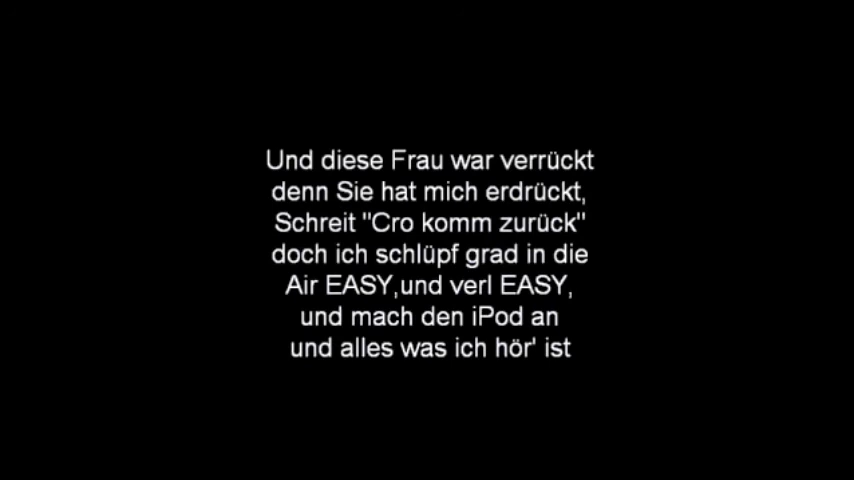 Und diese Frau war verrückt
denn Sie hat mich erdrückt,
Schreit "Cro komm zurück"
doch ich schlüpf grad in die
Air EASY,und verl EASY,
und mach den iPod an
und alles was ich hör' ist